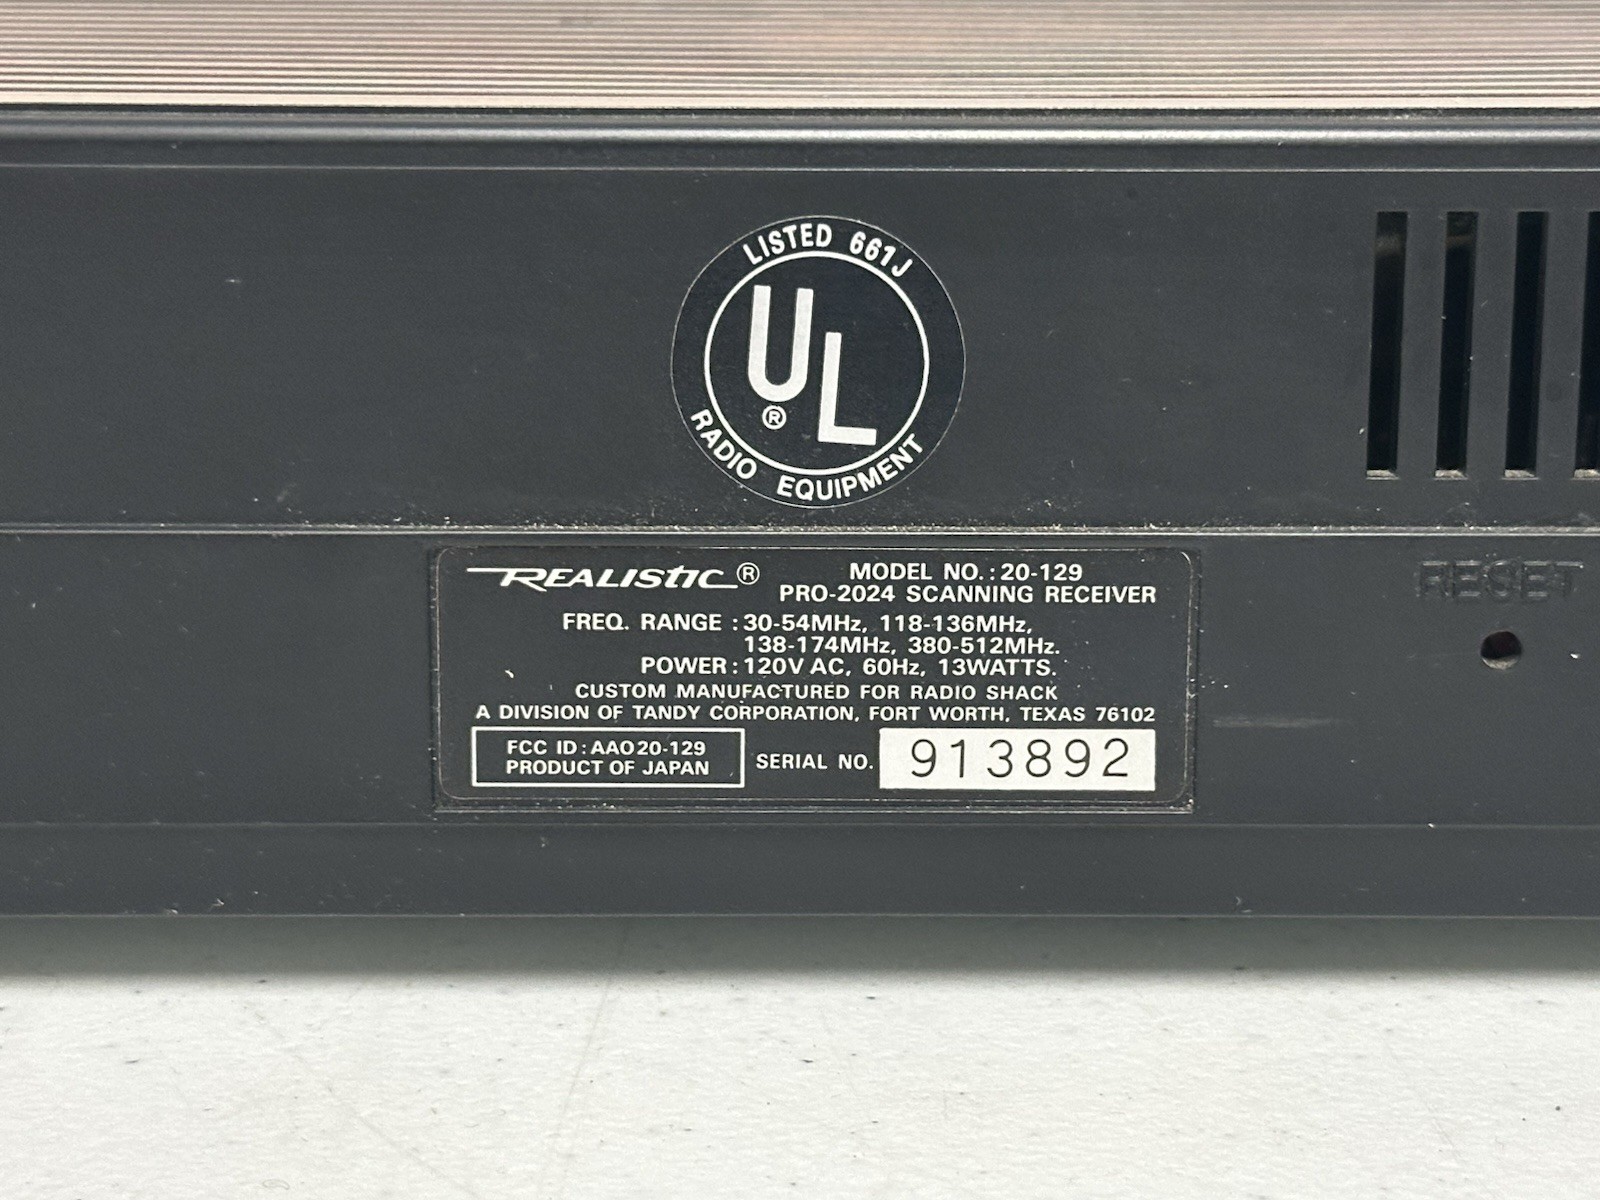 LISTED 661J
UL®
RADIO EQUIPMENT
REALISTIC® MODEL NO.: 20-129
PRO-2024 SCANNING RECEIVER
FREQ. RANGE : 30-54MHz, 118-136MHz,
138-174MHz, 380-512MHz.
POWER : 120V AC, 60Hz, 13WATTS.
CUSTOM MANUFACTURED FOR RADIO SHACK
A DIVISION OF TANDY CORPORATION, FORT WORTH, TEXAS 76102
FCC ID : AAO20-129
PRODUCT OF JAPAN
SERIAL NO. 913892
RESET